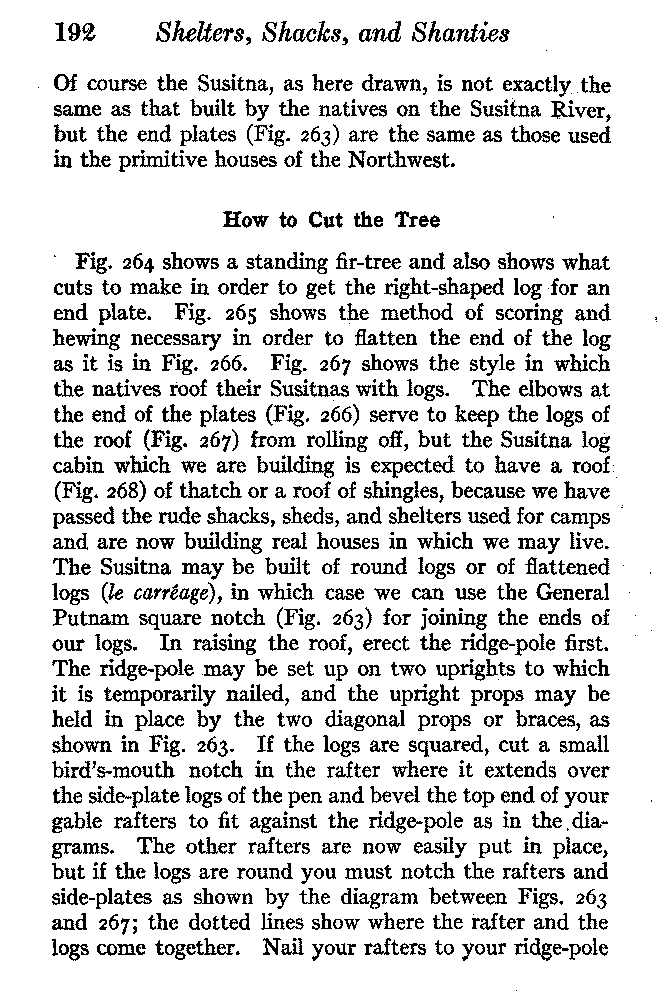 192 Shelters, Shacks, and Shanties
Of course the Susitna, as here drawn, is not exactly the
same as that built by the natives on the Susitna River,
but the end plates (Fig. 263) are the same as those used
in the primitive houses of the Northwest.
How to Cut the Tree
Fig. 264 shows a standing fir-tree and also shows what
cuts to make in order to get the right-shaped log for an
end plate. Fig. 265 shows the method of scoring and
hewing necessary in order to flatten the end of the log
as it is in Fig. 266. Fig. 267 shows the style in which
the natives roof their Susitnas with logs. The elbows at
the end of the plates (Fig. 266) serve to keep the logs of
the roof (Fig. 267) from rolling off, but the Susitna log
cabin which we are building is expected to have a roof
(Fig. 268) of thatch or a roof of shingles, because we have
passed the rude shacks, sheds, and shelters used for camps
and are now building real houses in which we may live.
The Susitna may be built of round logs or of flattened
logs (le carréage), in which case we can use the General
Putnam square notch (Fig. 263) for joining the ends of
our logs. In raising the roof, erect the ridge-pole first.
The ridge-pole may be set up on two uprights to which
it is temporarily nailed, and the upright props may be
held in place by the two diagonal props or braces, as
shown in Fig. 263. If the logs are squared, cut a small
bird's-mouth notch in the rafter where it extends over
the side-plate logs of the pen and bevel the top end of your
gable rafters to fit against the ridge-pole as in the dia-
grams. The other rafters are now easily put in place,
but if the logs are round you must notch the rafters and
side-plates as shown by the diagram between Figs. 263
and 267; the dotted lines show where the rafter and the
logs come together. Nail your rafters to your ridge-pole